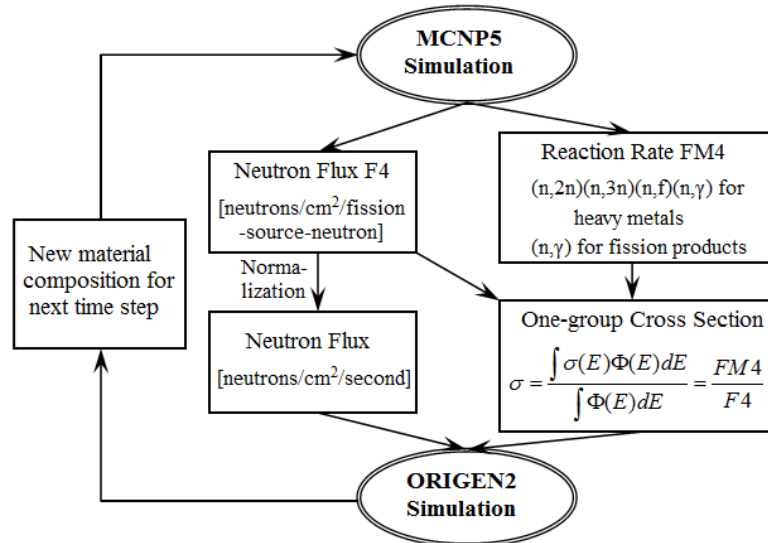 MCNP5
Simulation
Neutron Flux F4
[neutrons/cm²/fission
-source-neutron]
Reaction Rate FM4
(n,2n)(n,3n)(n,f)(n,γ) for
heavy metals
(n,γ) for fission products
New material
composition for
next time step
Norma-
lization
Neutron Flux
[neutrons/cm²/second]
One-group Cross Section
σ = ∫σ(E)Φ(E)dE / ∫Φ(E)dE = FM4 / F4
ORIGEN2
Simulation